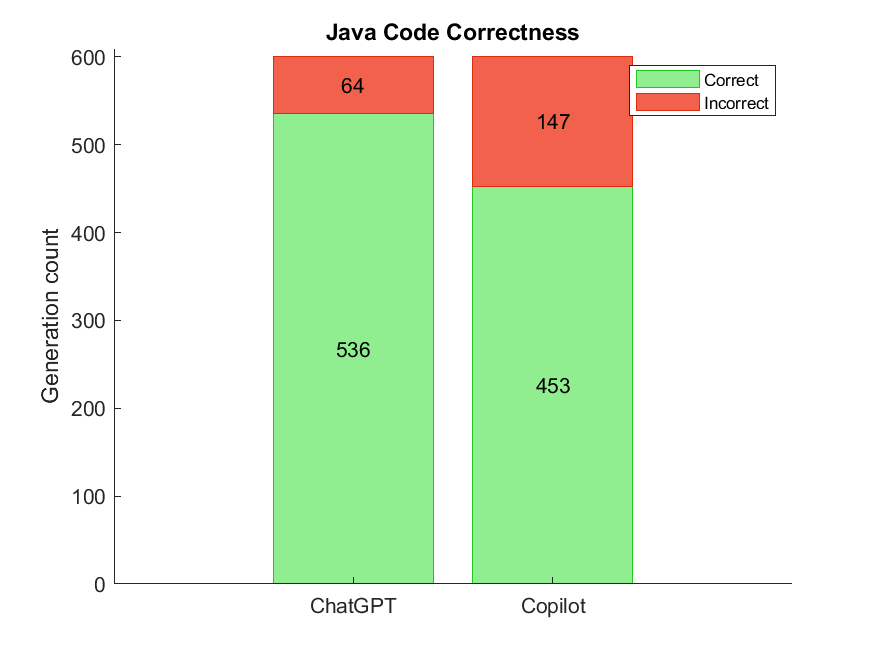 Java Code Correctness
600
500
400
300
200
100
0
Generation count
64
147
536
453
Correct
Incorrect
ChatGPT
Copilot